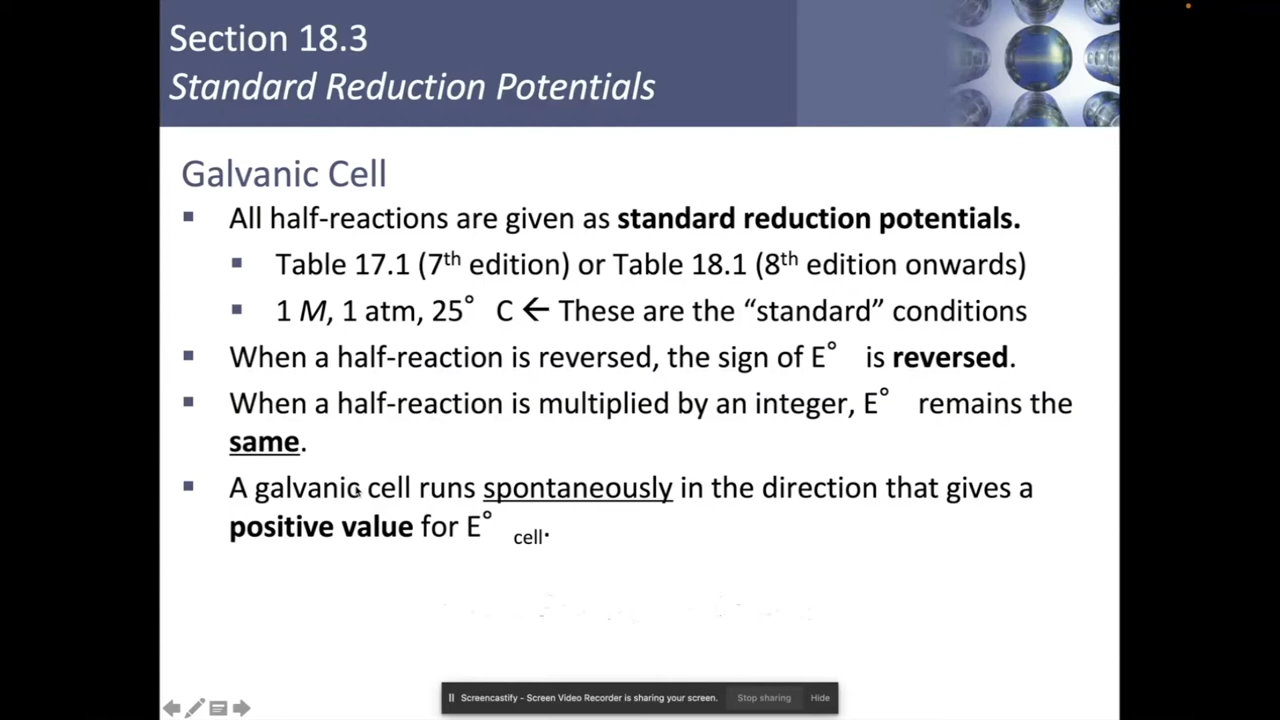 Section 18.3
Standard Reduction Potentials
Galvanic Cell
▪ All half-reactions are given as standard reduction potentials.
▪ Table 17.1 (7th edition) or Table 18.1 (8th edition onwards)
▪ 1 M, 1 atm, 25° C ← These are the “standard” conditions
▪ When a half-reaction is reversed, the sign of E° is reversed.
▪ When a half-reaction is multiplied by an integer, E° remains the
same.
▪ A galvanic cell runs spontaneously in the direction that gives a
positive value for E° cell.
Screencastify - Screen Video Recorder is sharing your screen. Stop sharing Hide